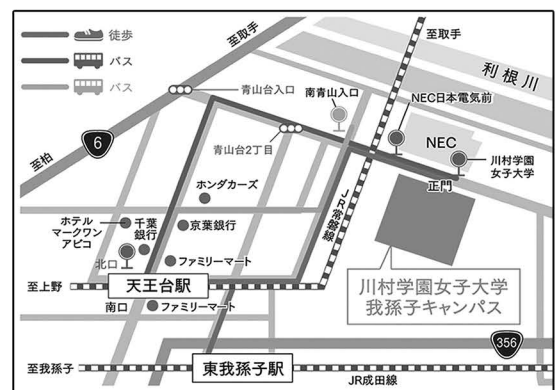 徒歩
バス
バス
至取手
至取手
利根川
青山台入口
南青山入口
NEC日本電気前
NEC
6
青山台2丁目
川村学園
女子大学
至柏
正門
ホンダカーズ
JR常磐線
ホテル
マークワン
アビコ
千葉
銀行
京葉銀行
北口
ファミリーマート
川村学園女子大学
我孫子キャンパス
至上野
天王台駅
南口
ファミリーマート
356
至我孫子
東我孫子駅
JR成田線